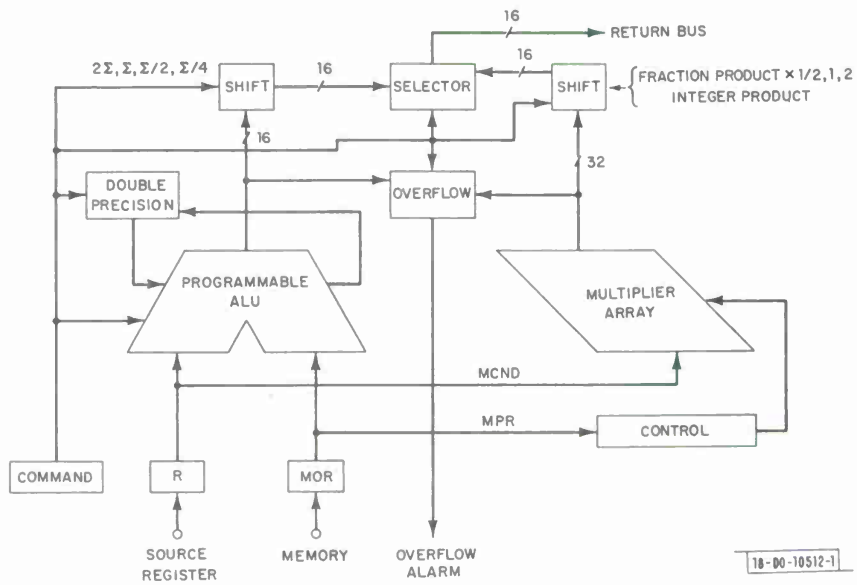 16
RETURN BUS
2Σ, Σ, Σ/2, Σ/4
16
16
SHIFT
SELECTOR
SHIFT
FRACTION PRODUCT × 1/2, 1, 2
INTEGER PRODUCT
16
32
DOUBLE
PRECISION
OVERFLOW
PROGRAMMABLE
ALU
MULTIPLIER
ARRAY
MCND
MPR
CONTROL
COMMAND
R
MOR
SOURCE
REGISTER
MEMORY
OVERFLOW
ALARM
18-DO-10512-1